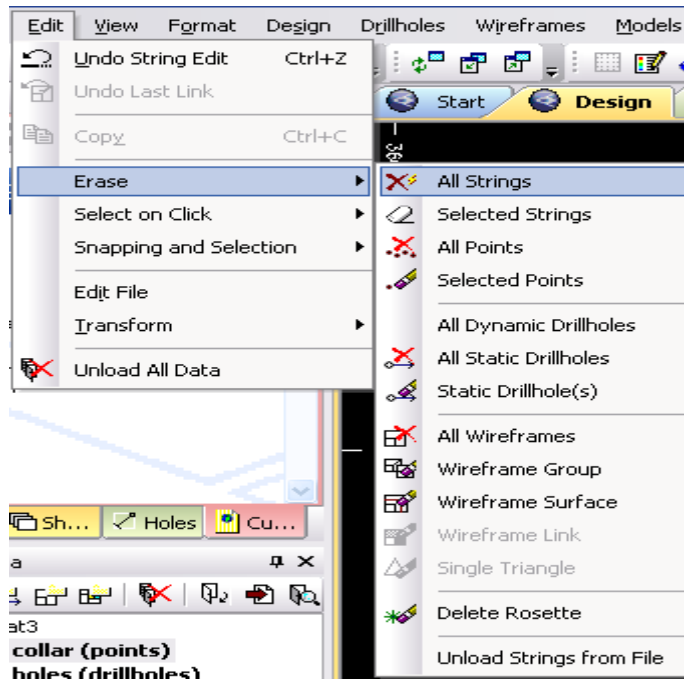 Edit View Format Design Drillholes Wireframes Models
Undo String Edit Ctrl+Z
Undo Last Link
Copy Ctrl+C
Erase
Select on Click
Snapping and Selection
Edit File
Transform
Unload All Data
Start Design
All Strings
Selected Strings
All Points
Selected Points
All Dynamic Drillholes
All Static Drillholes
Static Drillhole(s)
All Wireframes
Wireframe Group
Wireframe Surface
Wireframe Link
Single Triangle
Delete Rosette
Unload Strings from File
Sh... Holes Cu...
a
at3
collar (points)
holes (drillholes)